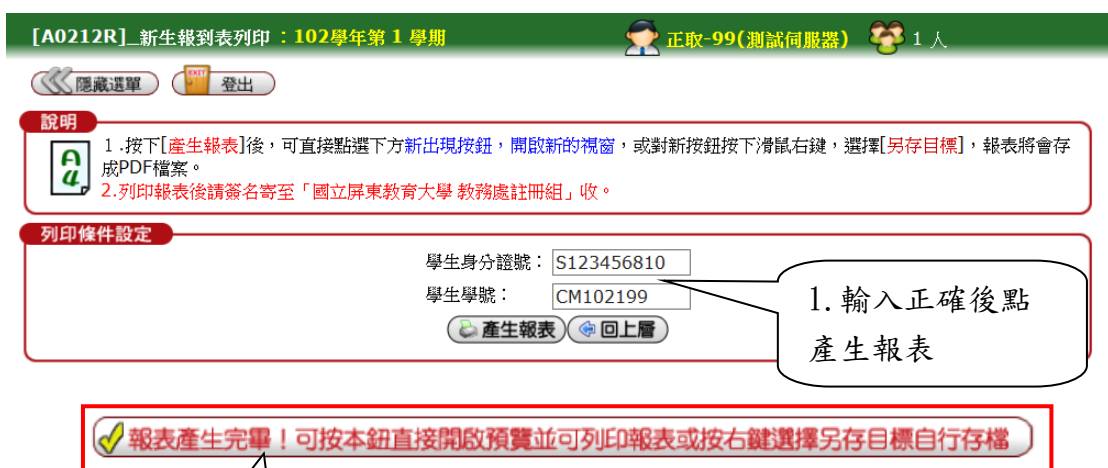 [A0212R]_新生報到表列印：102學年第 1 學期 正取-99(測試伺服器) 1 人
隱藏選單 EXIT 登出
說明
1 .按下[產生報表]後，可直接點選下方新出現按鈕，開啟新的視窗，或對新按鈕按下滑鼠右鍵，選擇[另存目標]，報表將會存
成PDF檔案。
2.列印報表後請簽名寄至「國立屏東教育大學 教務處註冊組」收。
列印條件設定
學生身分證號： S123456810
學生學號： CM102199
產生報表 回上層
1. 輸入正確後點
產生報表
報表產生完畢！可按本鈕直接開啟預覽並可列印報表或按右鍵選擇另存目標自行存檔